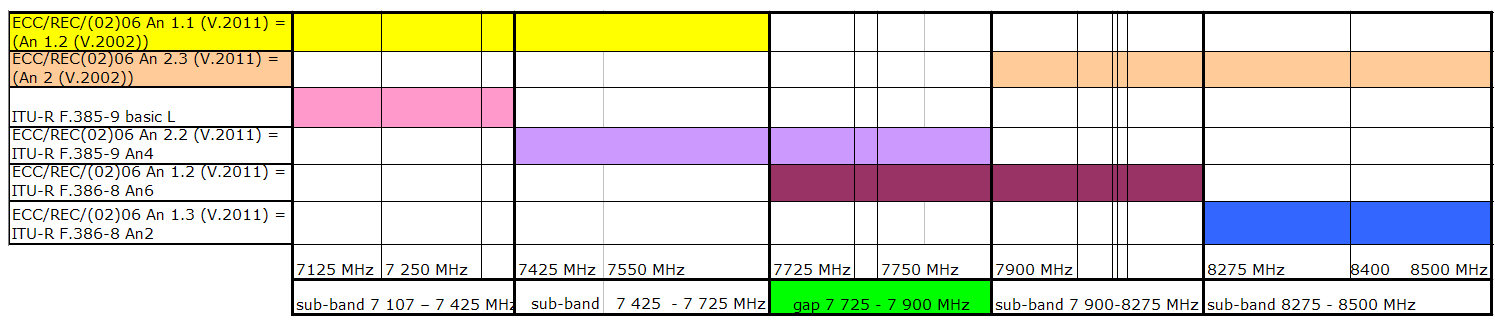 ECC/REC/(02)06 An 1.1 (V.2011) =
(An 1.2 (V.2002))
ECC/REC(02)06 An 2.3 (V.2011) =
(An 2 (V.2002))
ITU-R F.385-9 basic L
ECC/REC(02)06 An 2.2 (V.2011) =
ITU-R F.385-9 An4
ECC/REC/(02)06 An 1.2 (V.2011) =
ITU-R F.386-8 An6
ECC/REC/(02)06 An 1.3 (V.2011) =
ITU-R F.386-8 An2
7125 MHz 7 250 MHz 7425 MHz 7550 MHz 7725 MHz 7750 MHz 7900 MHz 8275 MHz 8400 8500 MHz
sub-band 7 107 – 7 425 MHz sub-band 7 425 - 7 725 MHz gap 7 725 - 7 900 MHz sub-band 7 900-8275 MHz sub-band 8275 - 8500 MHz